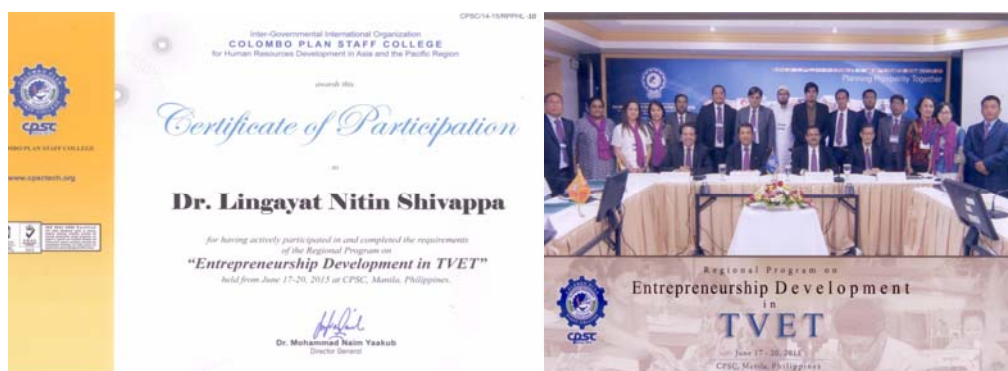 CPSC/14-15/RPPHL -10
Inter-Governmental International Organization
COLOMBO PLAN STAFF COLLEGE
for Human Resources Development in Asia and the Pacific Region
awards this
Certificate of Participation
to
Dr. Lingayat Nitin Shivappa
for having actively participated in and completed the requirements
of the Regional Program on
“Entrepreneurship Development in TVET”
held from June 17-20, 2015 at CPSC, Manila, Philippines.
Dr. Mohammad Naim Yaakub
Director General
CPSC
COLOMBO PLAN STAFF COLLEGE
www.cpsctech.org
Planning Prosperity Together
Regional Program on
Entrepreneurship Development
in
TVET
June 17 - 20, 2015
CPSC, Manila, Philippines
CPSC